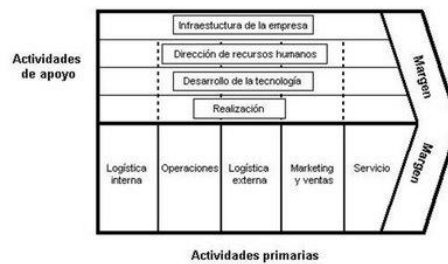 Infraestuctura de la empresa
Dirección de recursos humanos
Actividades
de apoyo
Desarrollo de la tecnología
Realización
Margen
Logística
interna
Operaciones
Logística
externa
Marketing
y ventas
Servicio
Margen
Actividades primarias